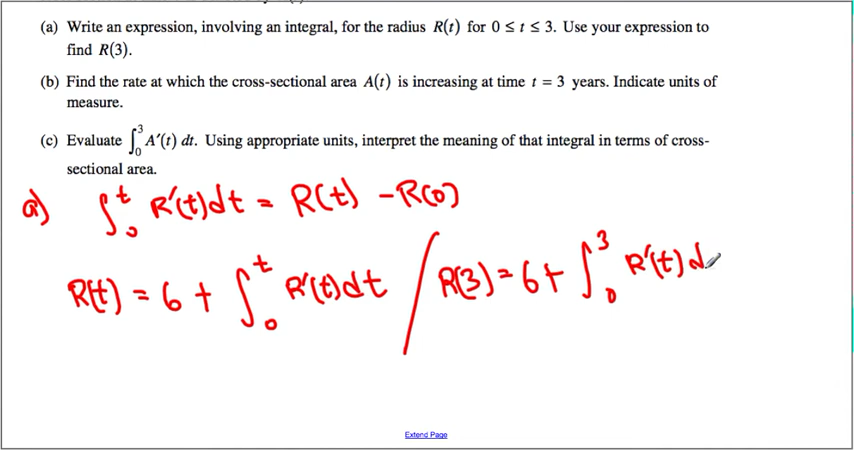 (a) Write an expression, involving an integral, for the radius R(t) for 0 ≤ t ≤ 3. Use your expression to
find R(3).
(b) Find the rate at which the cross-sectional area A(t) is increasing at time t = 3 years. Indicate units of
measure.
(c) Evaluate ∫₀³ A′(t) dt. Using appropriate units, interpret the meaning of that integral in terms of cross-
sectional area.
a) ∫₀ᵗ R′(t)dt = R(t) - R(0)
R(t) = 6 + ∫₀ᵗ R′(t)dt / R(3) = 6 + ∫₀³ R′(t) d
Extend Page